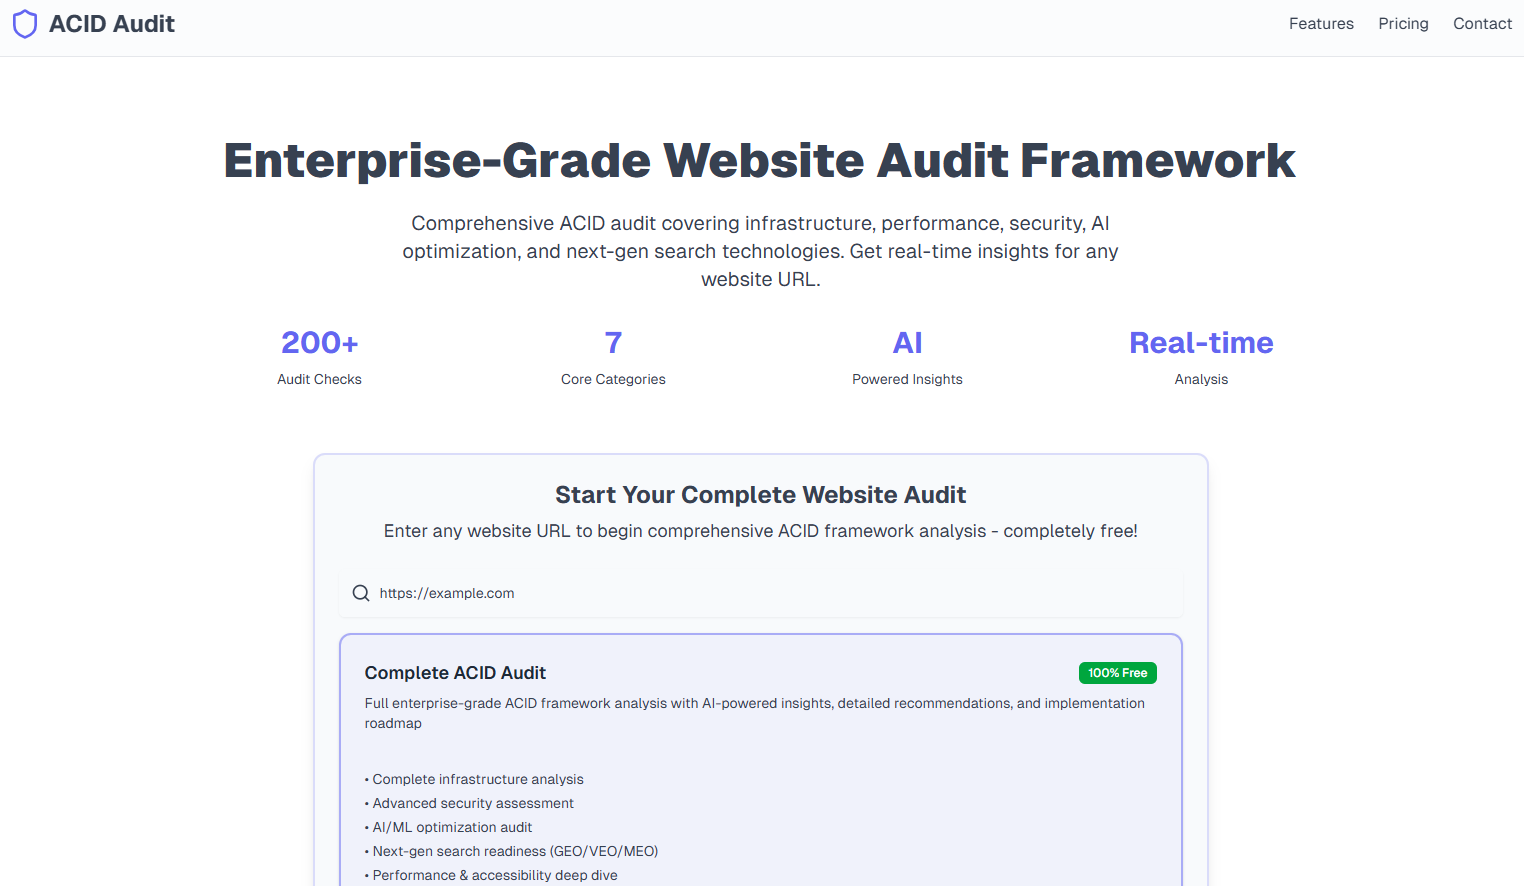 ACID Audit
Features Pricing Contact
Enterprise-Grade Website Audit Framework
Comprehensive ACID audit covering infrastructure, performance, security, AI
optimization, and next-gen search technologies. Get real-time insights for any
website URL.
200+ 7 AI Real-time
Audit Checks Core Categories Powered Insights Analysis
Start Your Complete Website Audit
Enter any website URL to begin comprehensive ACID framework analysis - completely free!
https://example.com
Complete ACID Audit 100% Free
Full enterprise-grade ACID framework analysis with AI-powered insights, detailed recommendations, and implementation
roadmap
• Complete infrastructure analysis
• Advanced security assessment
• AI/ML optimization audit
• Next-gen search readiness (GEO/VEO/MEO)
• Performance & accessibility deep dive